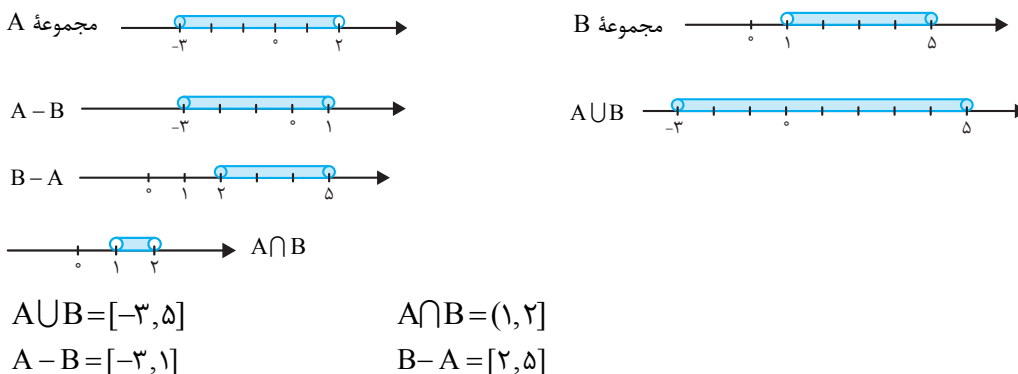 مجموعهٔ A
-۳ ۰ ۲
مجموعهٔ B
۰ ۱ ۵
A – B
-۳ ۰ ۱
A∪B
-۳ ۰ ۵
B – A
۰ ۱ ۲ ۵
A∩B
۰ ۱ ۲
A∪B=[-۳,۵]
A∩B=(۱,۲]
A – B=[-۳,۱]
B– A=[۲,۵]